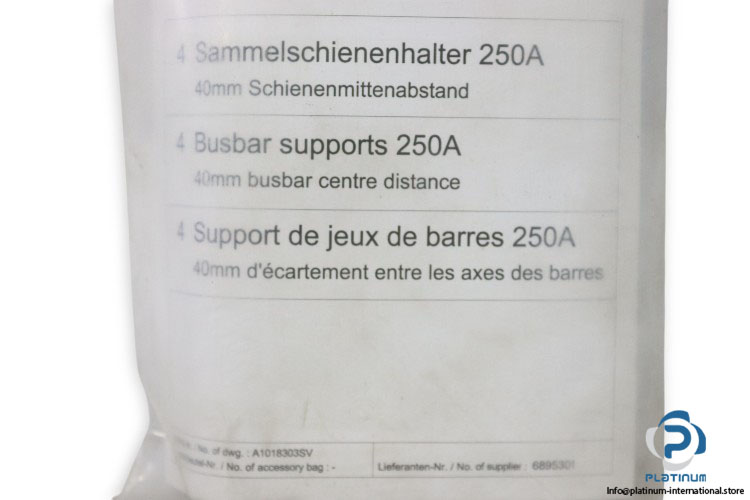 4 Sammelschienenhalter 250A
40mm Schienenmittenabstand
4 Busbar supports 250A
40mm busbar centre distance
4 Support de jeux de barres 250A
40mm d'écartement entre les axes des barres
/ No. of dwg. : A1018303SV
/ No. of accessory bag : -
Lieferanten-Nr. / No. of supplier : 6895301
PLATINUM
Info@platinum-international.store